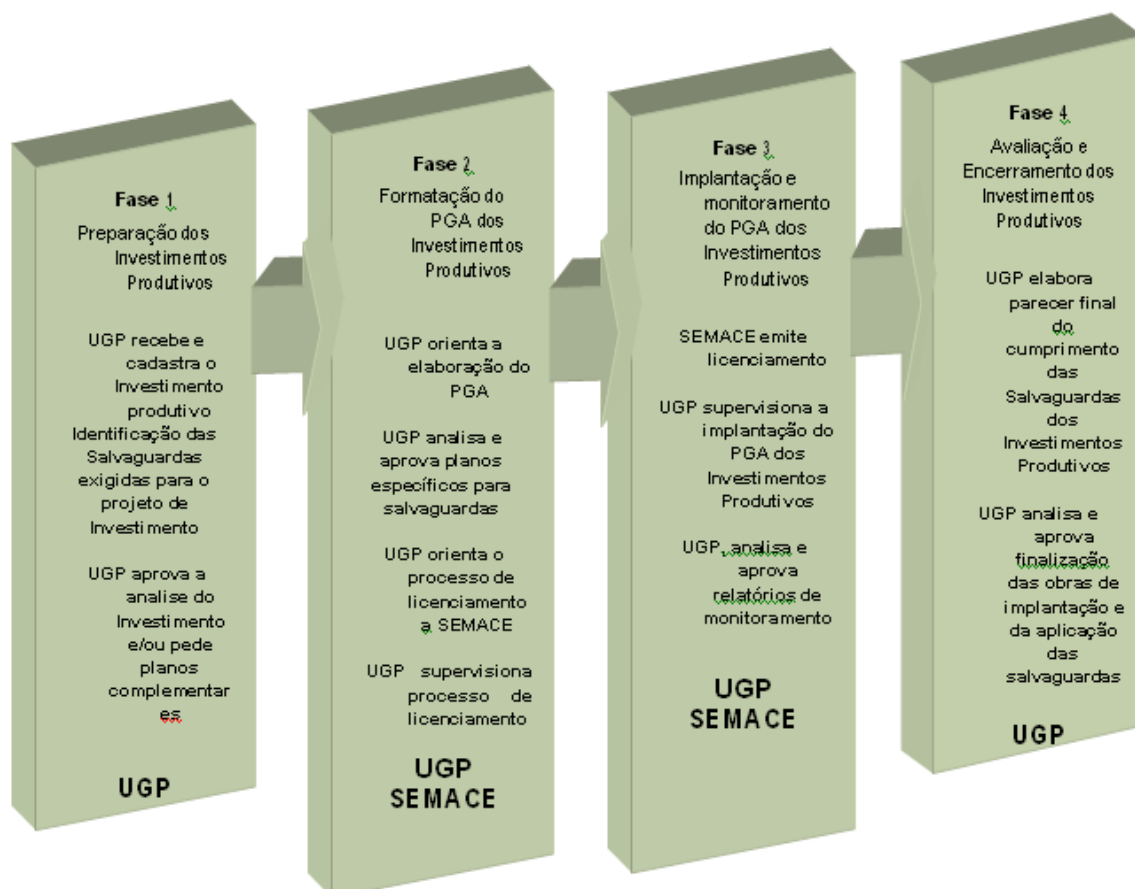 Fase 1
Preparação dos
Investimentos
Produtivos
UGP recebe e
cadastra o
Investimento
produtivo
Identificação das
Salvaguardas
exigidas para o
projeto de
Investimento
UGP aprova a
analise do
Investimento
e/ou pede
planos
complementar
es
UGP
Fase 2
Formatação do
PGA dos
Investimentos
Produtivos
UGP orienta a
elaboração do
PGA
UGP analisa e
aprova planos
específicos para
salvaguardas
UGP orienta o
processo de
licenciamento
a SEMACE
UGP supervisiona
processo de
licenciamento
UGP
SEMACE
Fase 3
Implantação e
monitoramento
do PGA dos
Investimentos
Produtivos
SEMACE emite
licenciamento
UGP supervisiona a
implantação do
PGA dos
Investimentos
Produtivos
UGP, analisa e
aprova
relatórios de
monitoramento
UGP
SEMACE
Fase 4
Avaliação e
Encerramento dos
Investimentos
Produtivos
UGP elabora
parecer final
do
cumprimento
das
Salvaguardas
dos
Investimentos
Produtivos
UGP analisa e
aprova
finalização
das obras de
implantação e
da aplicação
das
salvaguardas
UGP